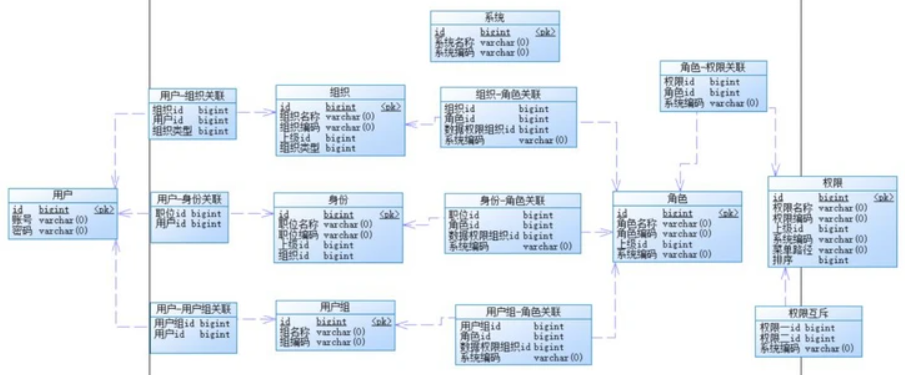 系统
id bigint <pk>
系统名称 varchar(0)
系统编码 varchar(0)
角色-权限关联
权限id bigint
角色id bigint
系统编码 varchar(0)
用户-组织关联
组织id bigint
用户id bigint
组织类型 bigint
组织
id bigint <pk>
组织名称 varchar(0)
组织编码 varchar(0)
上级id bigint
组织类型 bigint
组织-角色关联
组织id bigint
角色id bigint
数据权限组织id bigint
系统编码 varchar(0)
用户
id bigint <pk>
账号 varchar(0)
密码 varchar(0)
用户-身份关联
职位id bigint
用户id bigint
身份
id bigint <pk>
职位名称 varchar(0)
职位编码 varchar(0)
上级id bigint
组织id bigint
身份-角色关联
职位id bigint
角色id bigint
数据权限组织id bigint
系统编码 varchar(0)
角色
id bigint <pk>
角色名称 varchar(0)
角色编码 varchar(0)
上级id bigint
系统编码 varchar(0)
权限
id bigint <pk>
权限名称 varchar(0)
权限编码 varchar(0)
上级id bigint
系统编码 varchar(0)
菜单路径 varchar(0)
排序 bigint
用户-用户组关联
用户组id bigint
用户id bigint
用户组
id bigint <pk>
组名称 varchar(0)
组编码 varchar(0)
用户组-角色关联
用户组id bigint
角色id bigint
数据权限组织id bigint
系统编码 varchar(0)
权限互斥
权限一id bigint
权限二id bigint
系统编码 varchar(0)